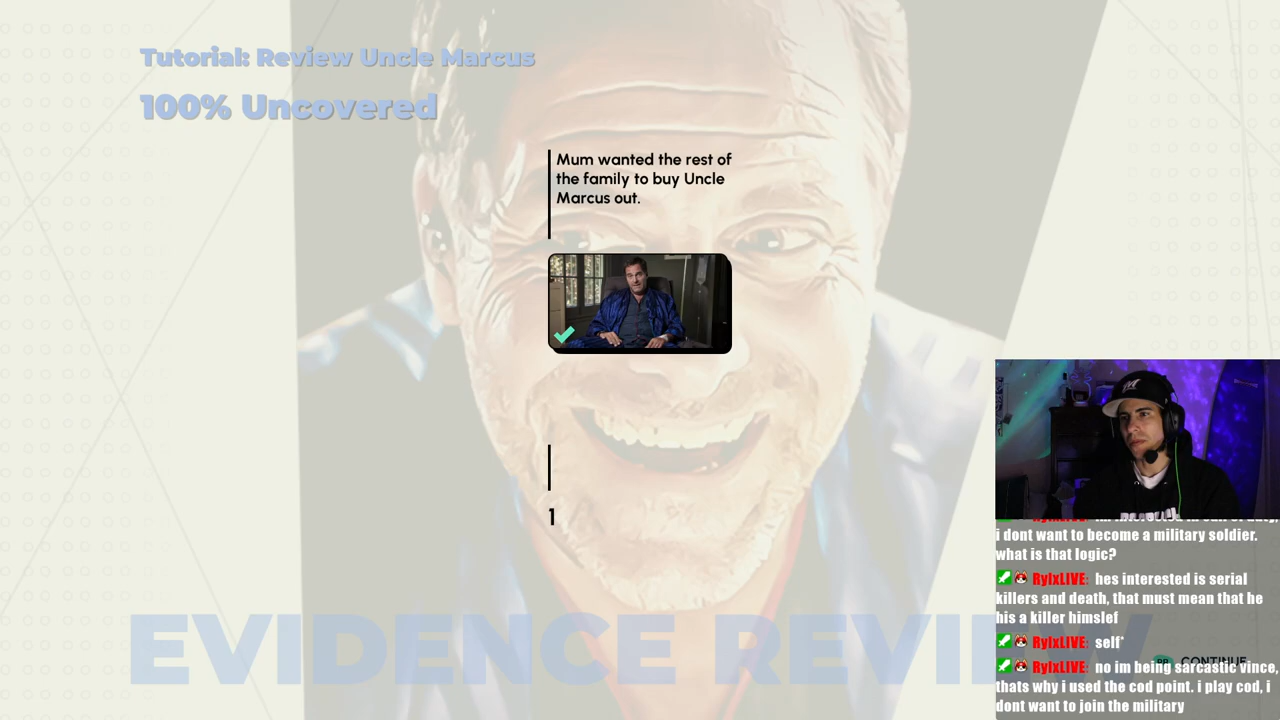 Tutorial: Review Uncle Marcus
100% Uncovered
Mum wanted the rest of
the family to buy Uncle
Marcus out.
1
EVIDENCE REVIEW
CONTINUE
i dont want to become a military soldier.
what is that logic?
RylxLIVE: hes interested is serial
killers and death, that must mean that he
his a killer himslef
RylxLIVE: self*
RylxLIVE: no im being sarcastic Vince,
thats why i used the cod point. i play cod, i
dont want to join the military